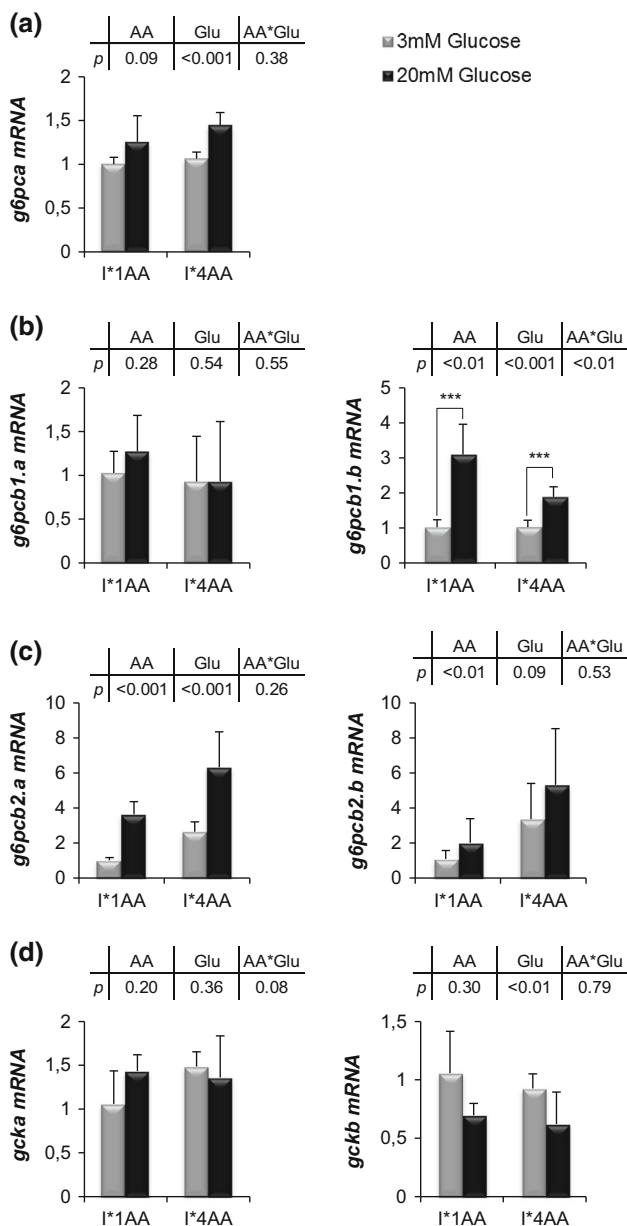 (a)
AA Glu AA*Glu
p 0.09 <0.001 0.38
3mM Glucose
20mM Glucose
g6pca mRNA
2
1,5
1
0,5
0
I*1AA I*4AA
(b)
AA Glu AA*Glu
p 0.28 0.54 0.55
g6pcb1.a mRNA
2
1,5
1
0,5
0
I*1AA I*4AA
AA Glu AA*Glu
p <0.01 <0.001 <0.01
g6pcb1.b mRNA
5
4
3
2
1
0
***
***
I*1AA I*4AA
(c)
AA Glu AA*Glu
p <0.001 <0.001 0.26
g6pcb2.a mRNA
10
8
6
4
2
0
I*1AA I*4AA
AA Glu AA*Glu
p <0.01 0.09 0.53
g6pcb2.b mRNA
10
8
6
4
2
0
I*1AA I*4AA
(d)
AA Glu AA*Glu
p 0.20 0.36 0.08
gcka mRNA
2
1,5
1
0,5
0
I*1AA I*4AA
AA Glu AA*Glu
p 0.30 <0.01 0.79
gckb mRNA
1,5
1
0,5
0
I*1AA I*4AA